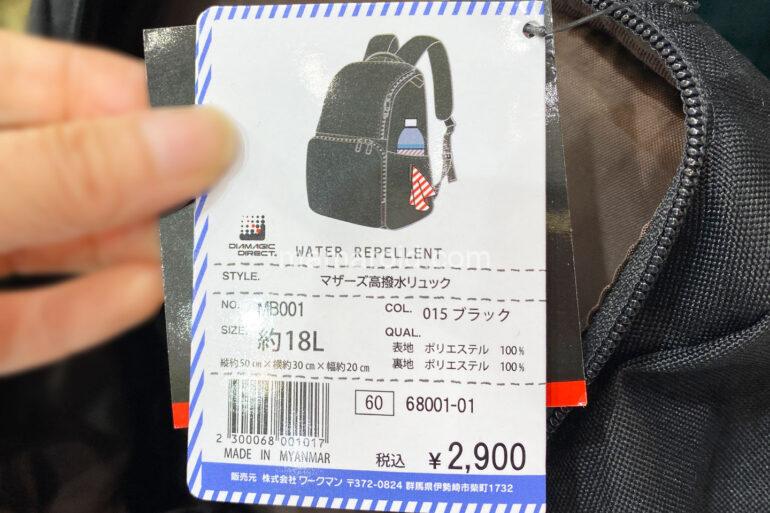 DIAMAGIC
DIRECT.
WATER REPELLENT
STYLE. マザーズ高撥水リュック
NO. MB001 COL. 015 ブラック
SIZE. 約18L QUAL.
縦約50cm×横約30cm×幅約20cm
表地 ポリエステル 100%
裏地 ポリエステル 100%
60 68001-01
2 300068 001017
MADE IN MYANMAR
税込 ¥2,900
販売元 株式会社 ワークマン 〒372-0824 群馬県伊勢崎市柴町1732